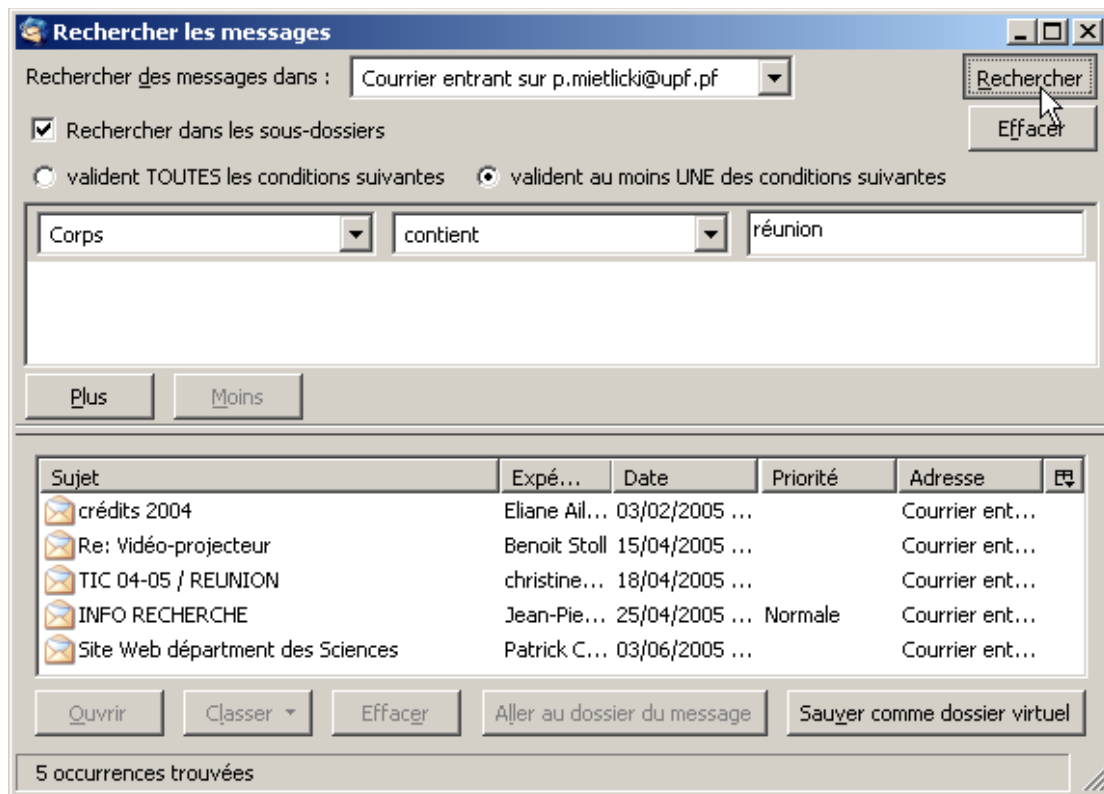 Rechercher les messages
Rechercher des messages dans : Courrier entrant sur p.mietlicki@upf.pf Rechercher
Rechercher dans les sous-dossiers Effacer
valident TOUTES les conditions suivantes valident au moins UNE des conditions suivantes
Corps contient réunion
Plus Moins
Sujet Expé... Date Priorité Adresse
crédits 2004 Eliane Ail... 03/02/2005 ... Courrier ent...
Re: Vidéo-projecteur Benoit Stoll 15/04/2005 ... Courrier ent...
TIC 04-05 / REUNION christine... 18/04/2005 ... Courrier ent...
INFO RECHERCHE Jean-Pie... 25/04/2005 ... Normale Courrier ent...
Site Web départment des Sciences Patrick C... 03/06/2005 ... Courrier ent...
Ouvrir Classer Effacer Aller au dossier du message Sauver comme dossier virtuel
5 occurrences trouvées